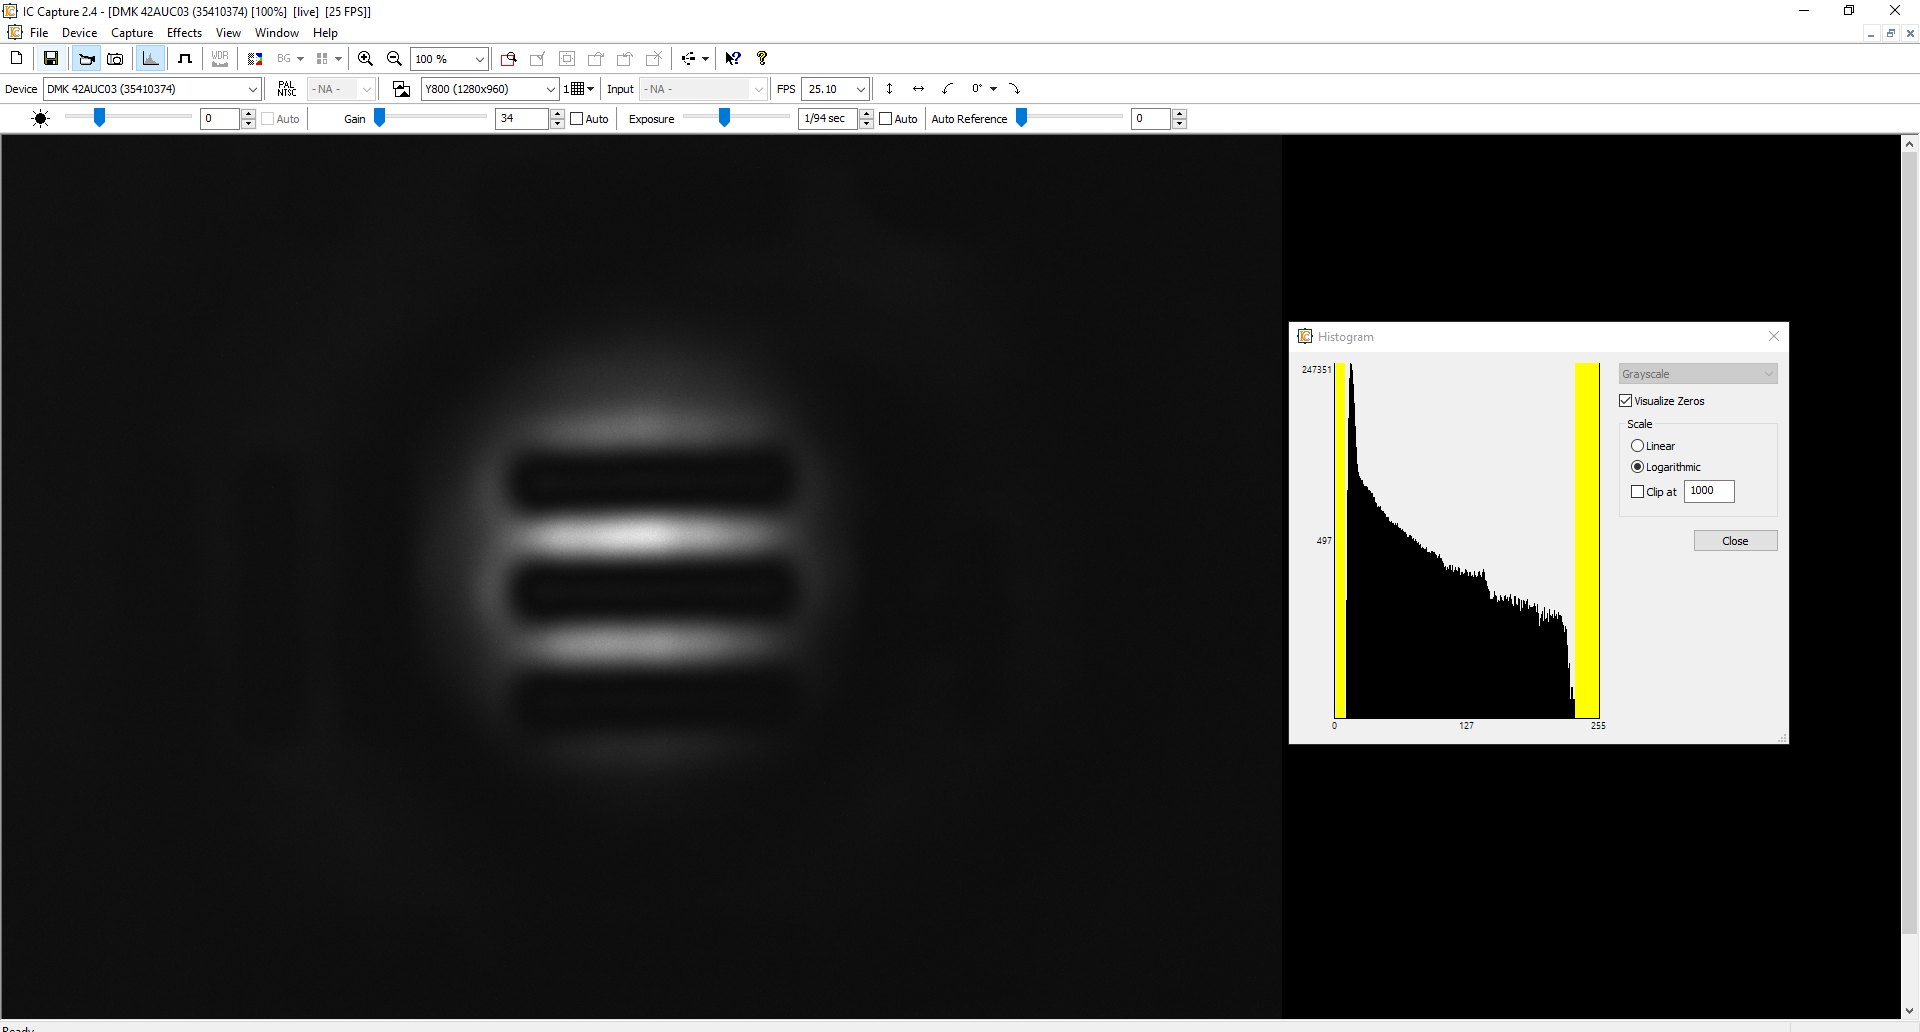 IC Capture 2.4 - [DMK 42AUC03 (35410374) [100%]  [live]  [25 FPS]]
File Device Capture Effects View Window Help
WDR BG 100 %
Device DMK 42AUC03 (35410374) PAL NTSC - NA - Y800 (1280x960) 1 Input - NA - FPS 25.10 0°
0 Auto Gain 34 Auto Exposure 1/94 sec Auto Auto Reference 0
Histogram
247351
497
0 127 255
Grayscale
Visualize Zeros
Scale
Linear
Logarithmic
Clip at 1000
Close
Ready